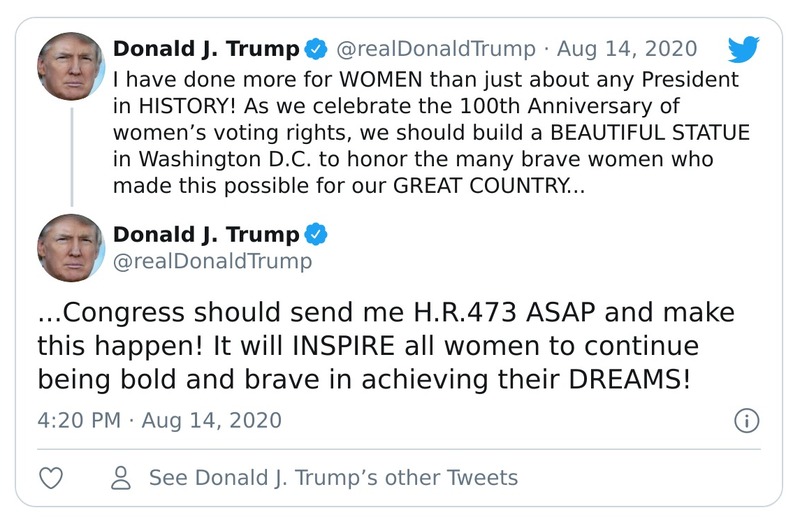 Donald J. Trump @realDonaldTrump · Aug 14, 2020
I have done more for WOMEN than just about any President
in HISTORY! As we celebrate the 100th Anniversary of
women’s voting rights, we should build a BEAUTIFUL STATUE
in Washington D.C. to honor the many brave women who
made this possible for our GREAT COUNTRY...
Donald J. Trump
@realDonaldTrump
...Congress should send me H.R.473 ASAP and make
this happen! It will INSPIRE all women to continue
being bold and brave in achieving their DREAMS!
4:20 PM · Aug 14, 2020
See Donald J. Trump’s other Tweets